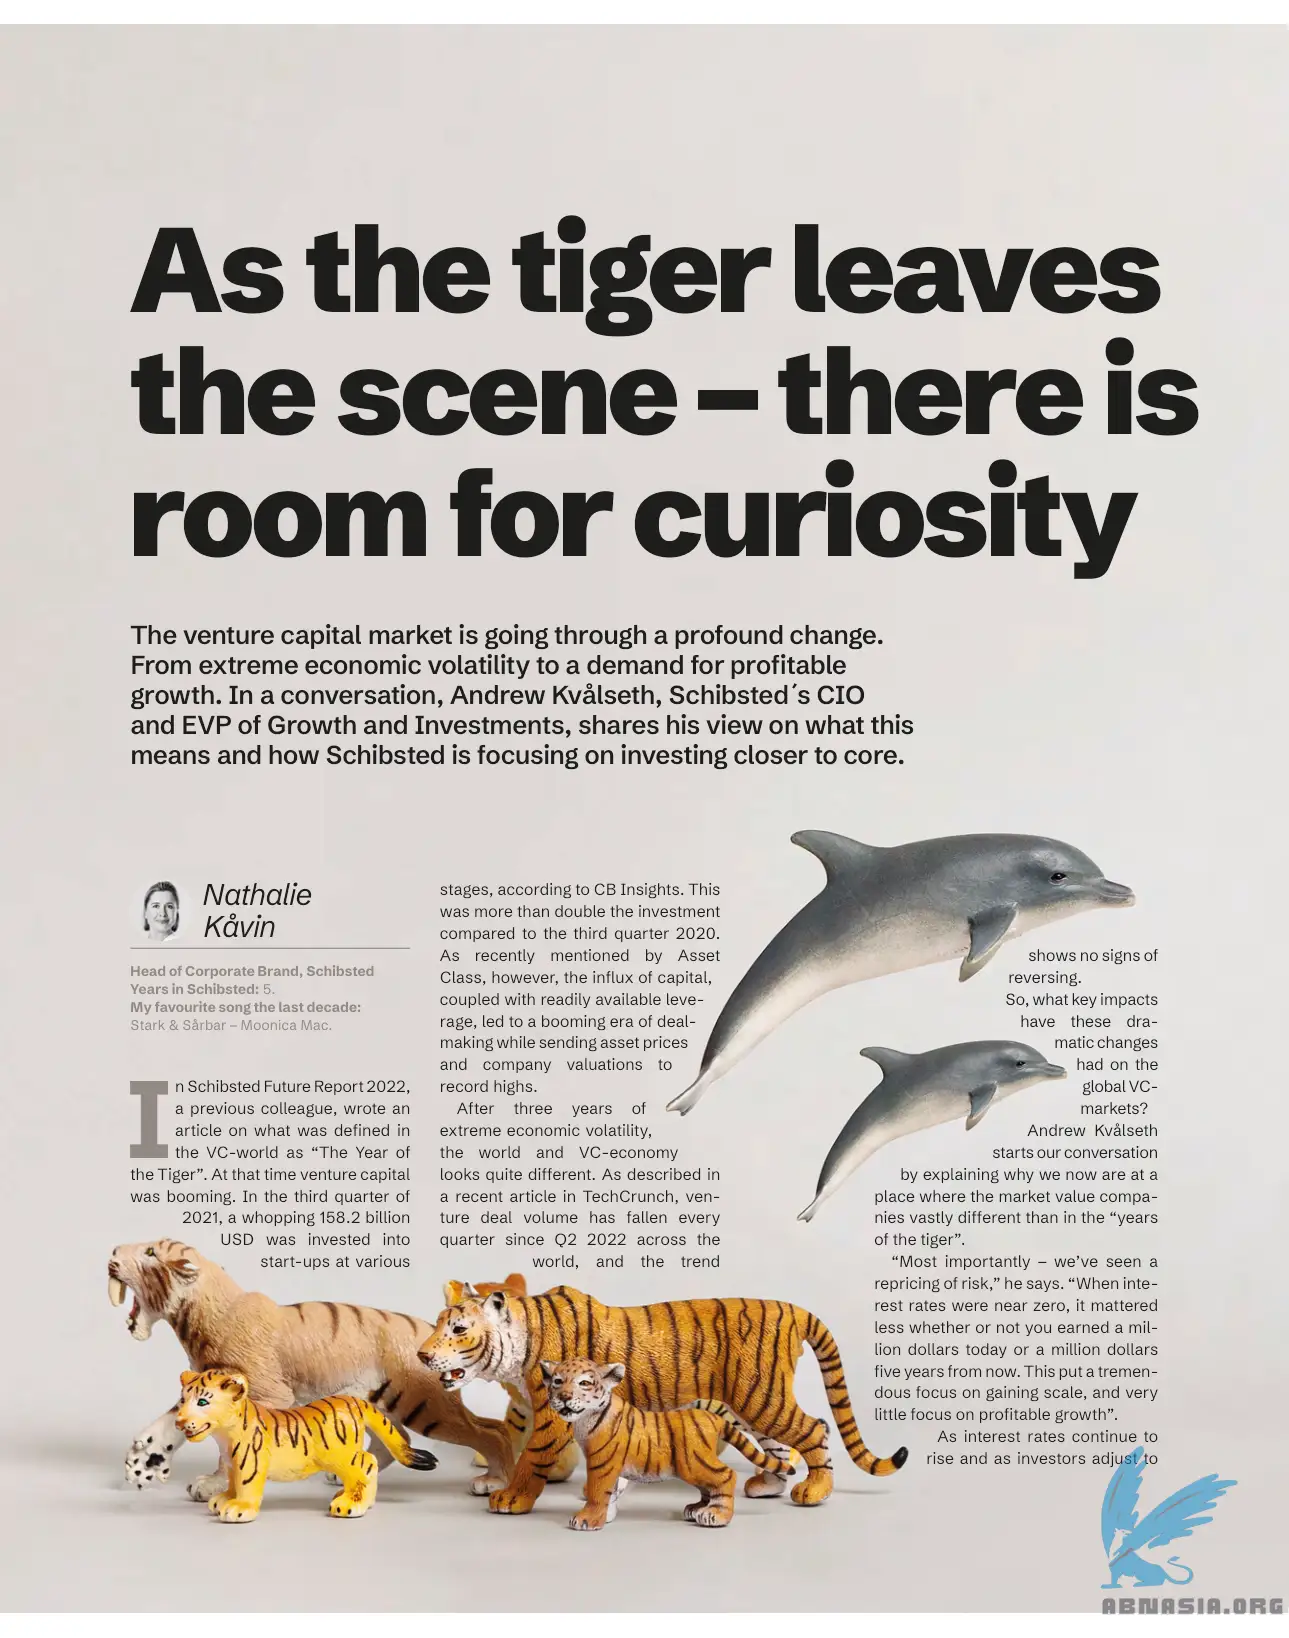 As the tiger leaves
the scene – there is
room for curiosity
The venture capital market is going through a profound change.
From extreme economic volatility to a demand for profitable
growth. In a conversation, Andrew Kvålseth, Schibsted´s CIO
and EVP of Growth and Investments, shares his view on what this
means and how Schibsted is focusing on investing closer to core.
Nathalie
Kåvin
Head of Corporate Brand, Schibsted
Years in Schibsted: 5.
My favourite song the last decade:
Stark & Sårbar – Moonica Mac.
In Schibsted Future Report 2022,
a previous colleague, wrote an
article on what was defined in
the VC-world as “The Year of
the Tiger”. At that time venture capital
was booming. In the third quarter of
2021, a whopping 158.2 billion
USD was invested into
start-ups at various
stages, according to CB Insights. This
was more than double the investment
compared to the third quarter 2020.
As recently mentioned by Asset
Class, however, the influx of capital,
coupled with readily available leve-
rage, led to a booming era of deal-
making while sending asset prices
and company valuations to
record highs.
After three years of
extreme economic volatility,
the world and VC-economy
looks quite different. As described in
a recent article in TechCrunch, ven-
ture deal volume has fallen every
quarter since Q2 2022 across the
world, and the trend
shows no signs of
reversing.
So, what key impacts
have these dra-
matic changes
had on the
global VC-
markets?
Andrew Kvålseth
starts our conversation
by explaining why we now are at a
place where the market value compa-
nies vastly different than in the “years
of the tiger”.
“Most importantly – we’ve seen a
repricing of risk,” he says. “When inte-
rest rates were near zero, it mattered
less whether or not you earned a mil-
lion dollars today or a million dollars
five years from now. This put a tremen-
dous focus on gaining scale, and very
little focus on profitable growth”.
As interest rates continue to
rise and as investors adjust to
ABNASIA.ORG